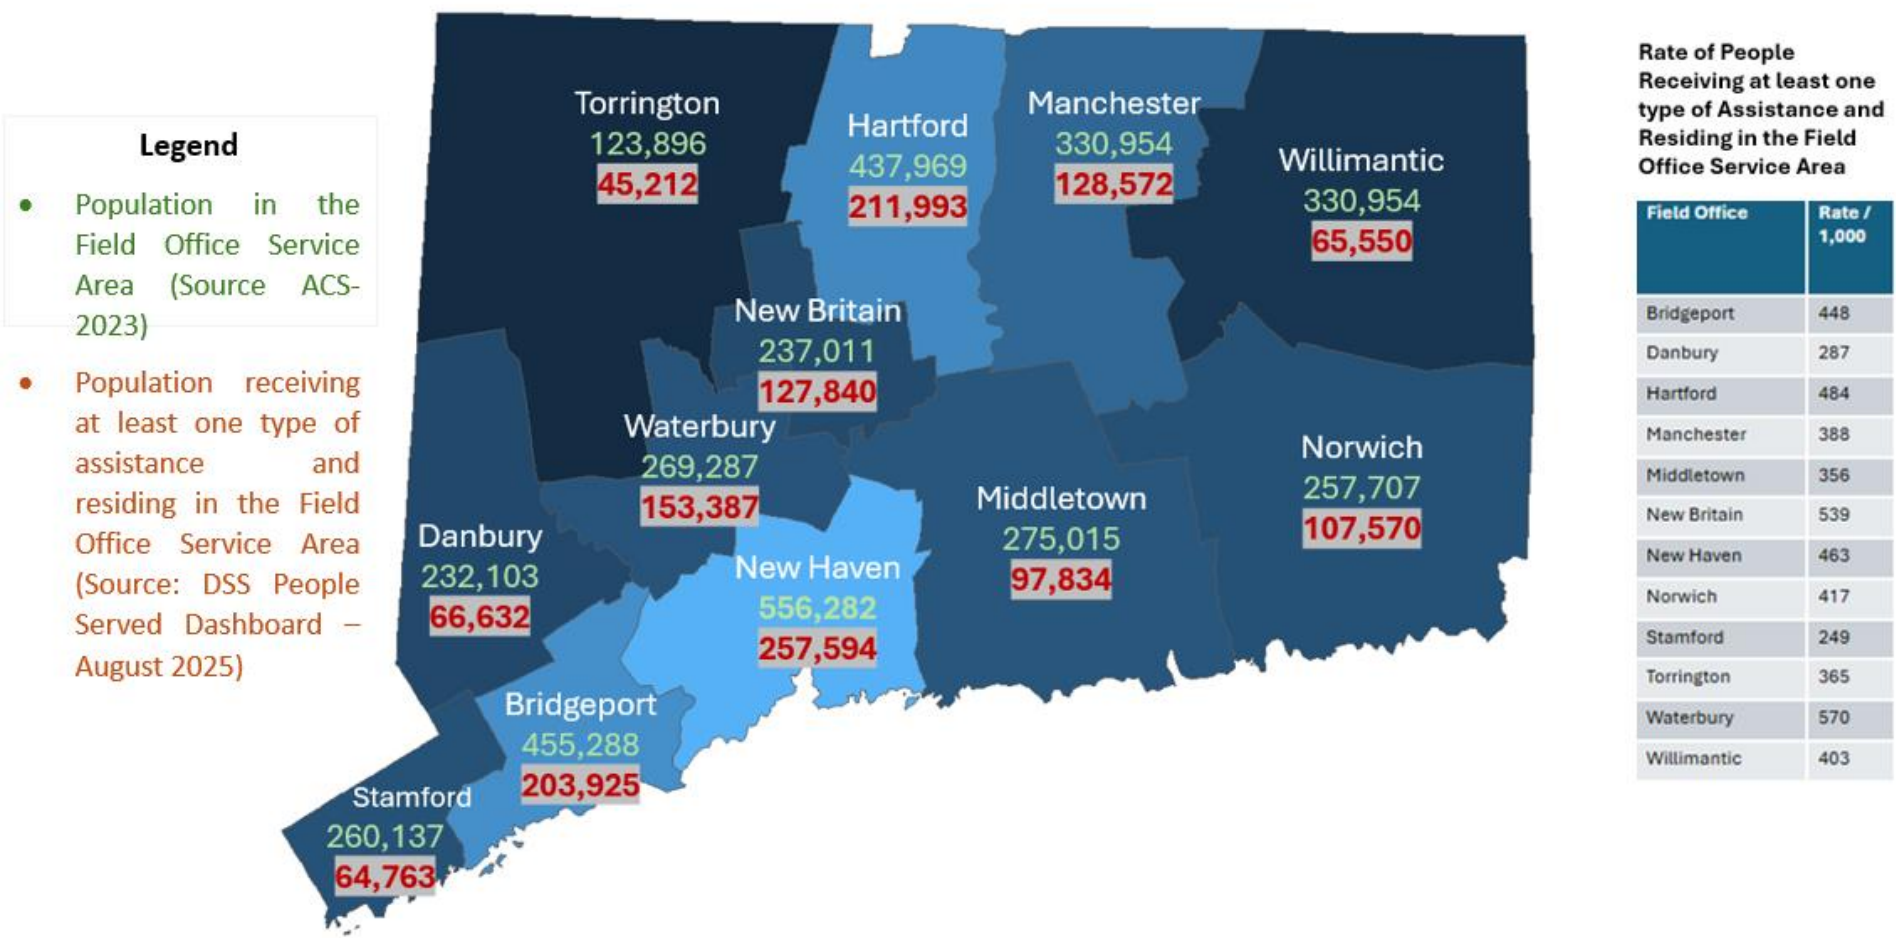 Legend
• Population in the
Field Office Service
Area (Source ACS-
2023)
• Population receiving
at least one type of
assistance and
residing in the Field
Office Service Area
(Source: DSS People
Served Dashboard –
August 2025)
Torrington
123,896
45,212
Hartford
437,969
211,993
Manchester
330,954
128,572
Willimantic
330,954
65,550
New Britain
237,011
127,840
Waterbury
269,287
153,387
Norwich
257,707
107,570
Middletown
275,015
97,834
Danbury
232,103
66,632
New Haven
556,282
257,594
Bridgeport
455,288
203,925
Stamford
260,137
64,763
Rate of People
Receiving at least one
type of Assistance and
Residing in the Field
Office Service Area
Field Office Rate /
1,000
Bridgeport 448
Danbury 287
Hartford 484
Manchester 388
Middletown 356
New Britain 539
New Haven 463
Norwich 417
Stamford 249
Torrington 365
Waterbury 570
Willimantic 403